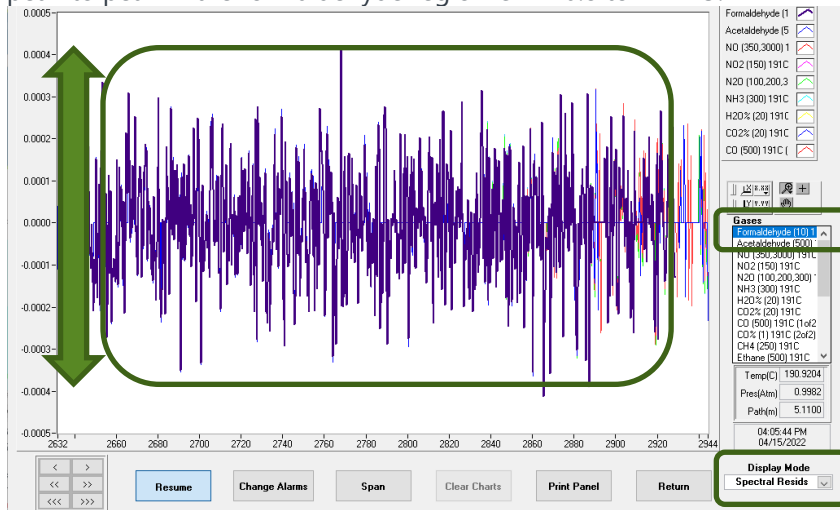 0.0005-
0.0004-
0.0003-
0.0002-
0.0001-
0.0000-
-0.0001-
-0.0002-
-0.0003-
-0.0004-
-0.0005-
2632 2660 2680 2700 2720 2740 2760 2780 2800 2820 2840 2860 2880 2900 2920 2944
Formaldehyde (1
Acetaldehyde (5
NO (350,3000) 1
NO2 (150) 191C
N2O (100,200,3
NH3 (300) 191C
H2O% (20) 191C
CO2% (20) 191C
CO (500) 191C (
Gases
Formaldehyde (10) 1
Acetaldehyde (500)
NO (350,3000) 191C
NO2 (150) 191C
N2O (100,200,300)
NH3 (300) 191C
H2O% (20) 191C
CO2% (20) 191C
CO (500) 191C (1of2
CO% (1) 191C (2of2)
CH4 (250) 191C
Ethane (500) 191C
Temp(C) 190.9204
Pres(Atm) 0.9982
Path(m) 5.1100
04:05:44 PM
04/15/2022
Display Mode
Spectral Resids
< >
<< >>
<<< >>>
Resume Change Alarms Span Clear Charts Print Panel Return